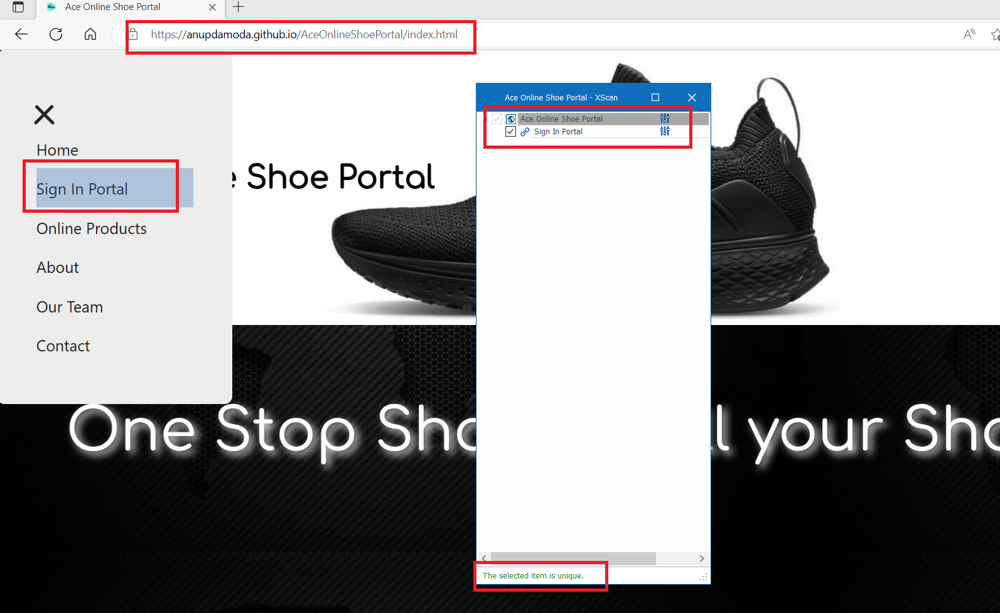 Ace Online Shoe Portal
https://anupdamoda.github.io/AceOnlineShoePortal/index.html
Ace Online Shoe Portal - XScan
Ace Online Shoe Portal
Sign In Portal
Home
Sign In Portal
Online Products
About
Our Team
Contact
e Shoe Portal
One Stop Sho
l your Sho
The selected item is unique.